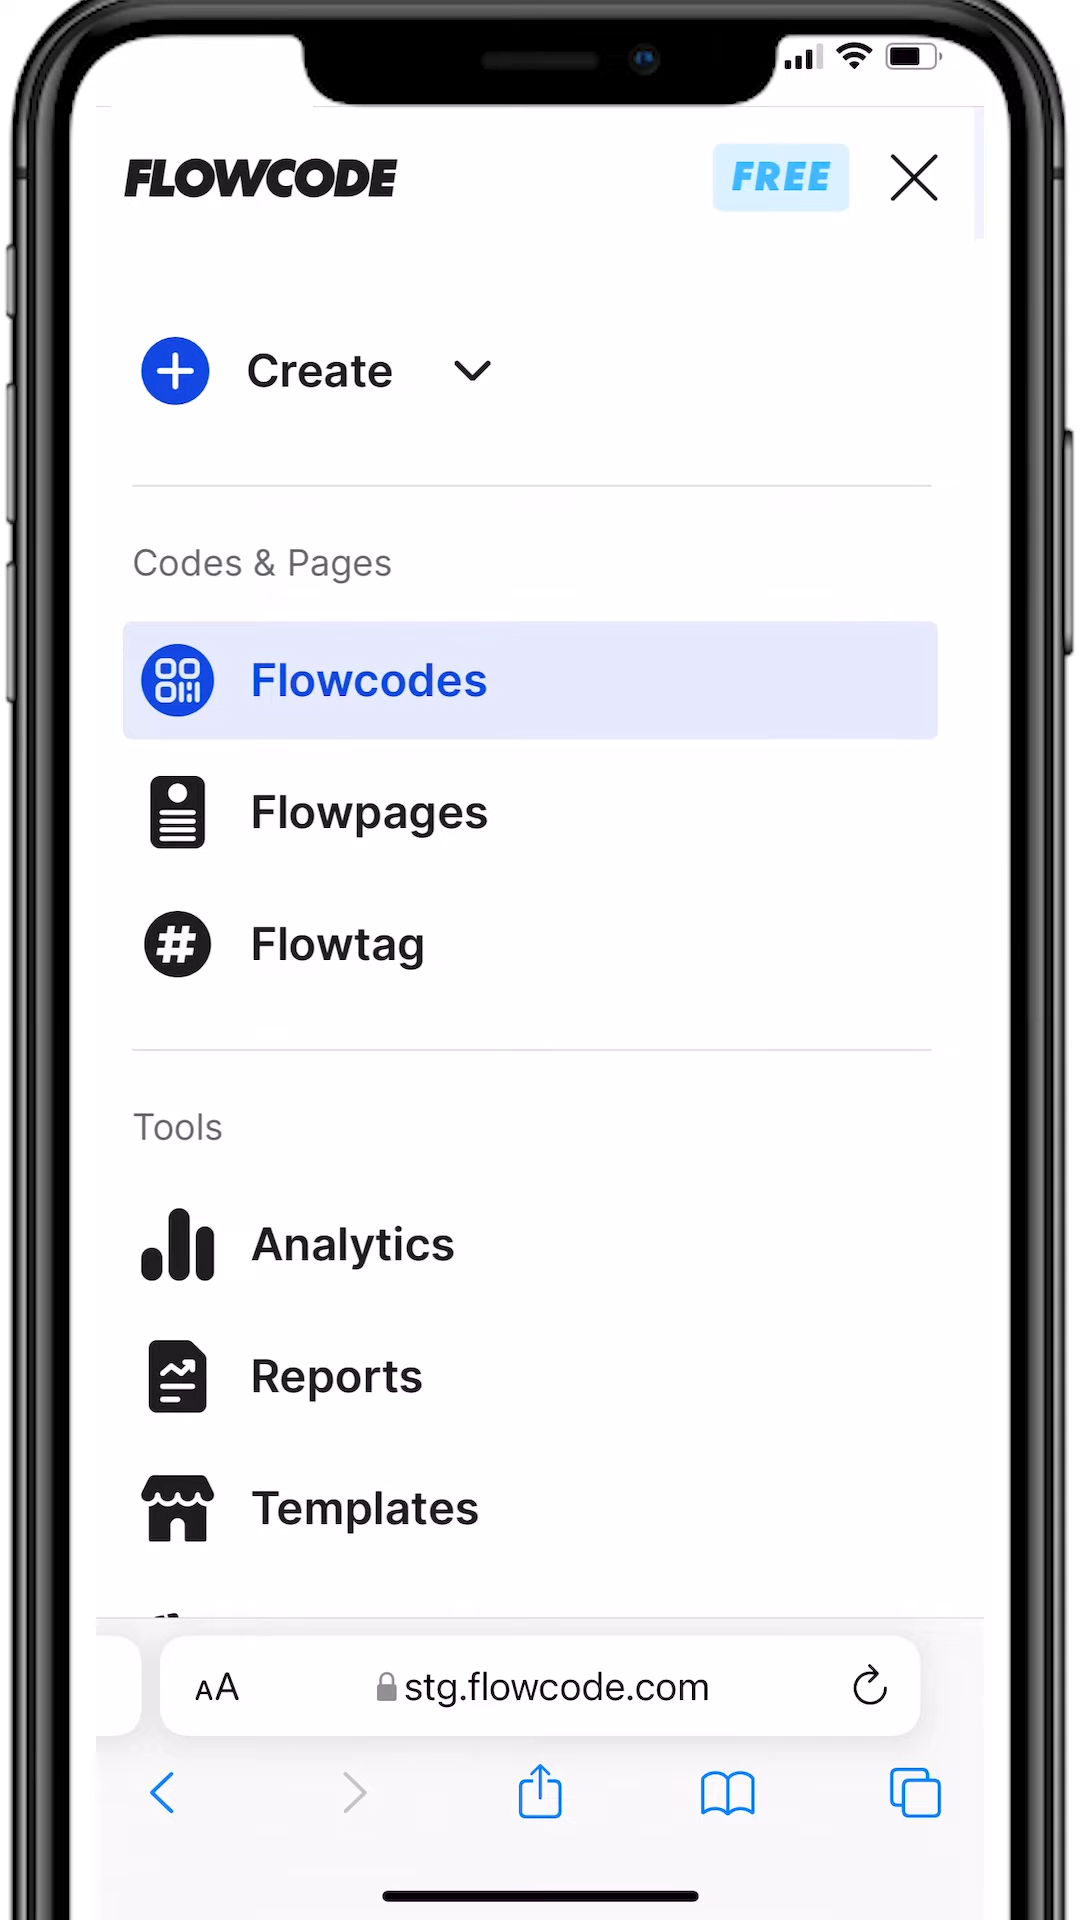 FLOWCODE
FREE
Create
Codes & Pages
Flowcodes
Flowpages
Flowtag
Tools
Analytics
Reports
Templates
AA
stg.flowcode.com